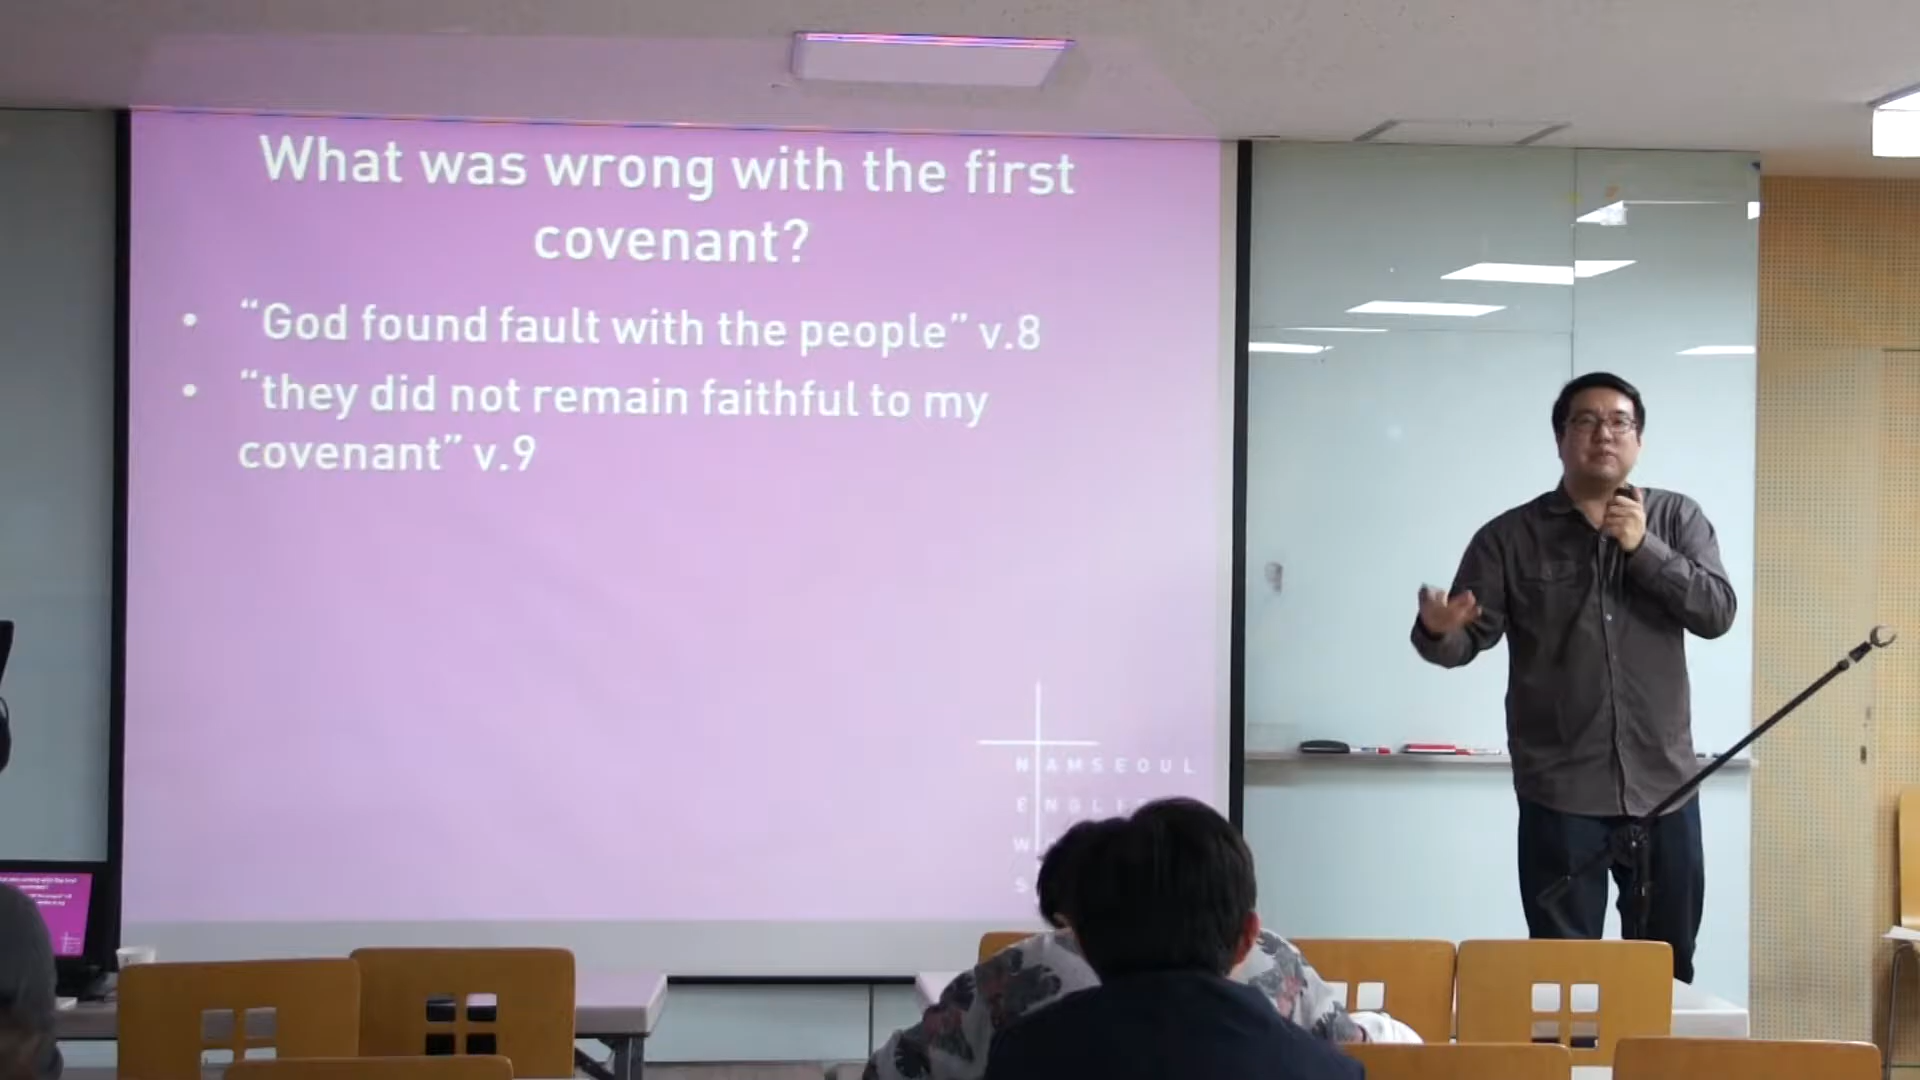 What was wrong with the first
covenant?
• “God found fault with the people” v.8
• “they did not remain faithful to my
covenant” v.9
NAMSEOUL